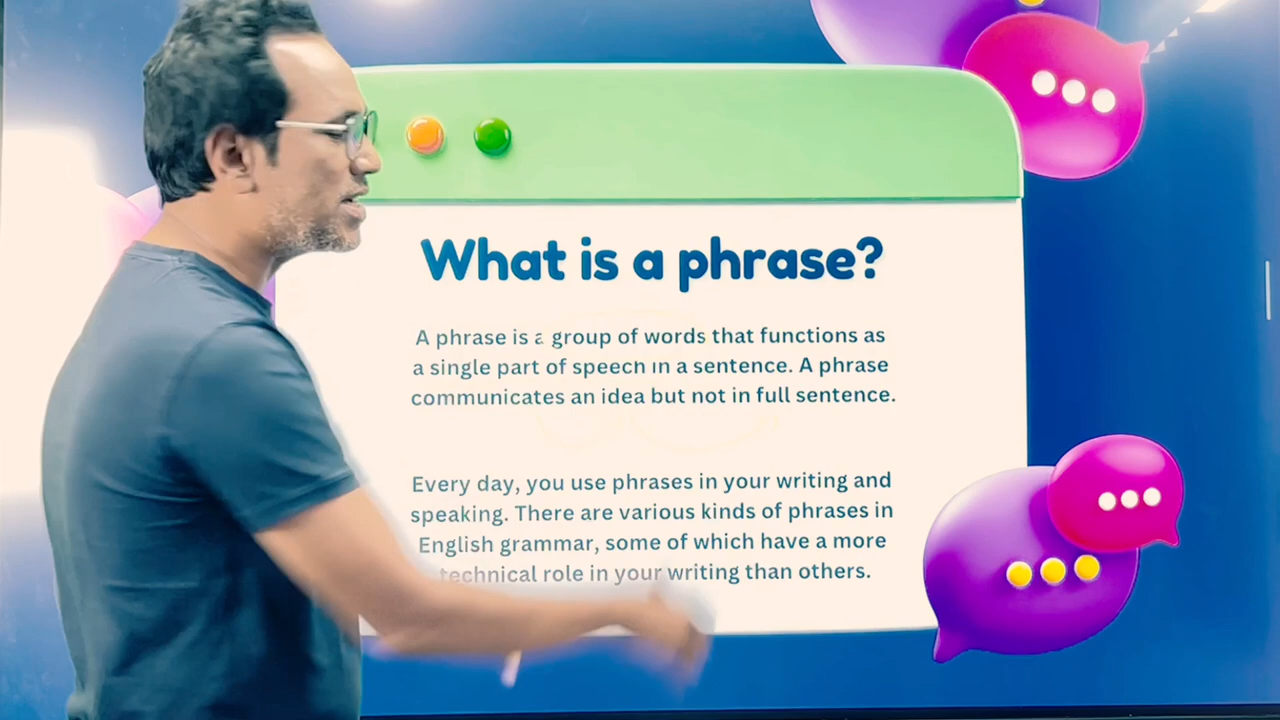 What is a phrase?
A phrase is a group of words that functions as
a single part of speech in a sentence. A phrase
communicates an idea but not in full sentence.
Every day, you use phrases in your writing and
speaking. There are various kinds of phrases in
English grammar, some of which have a more
technical role in your writing than others.